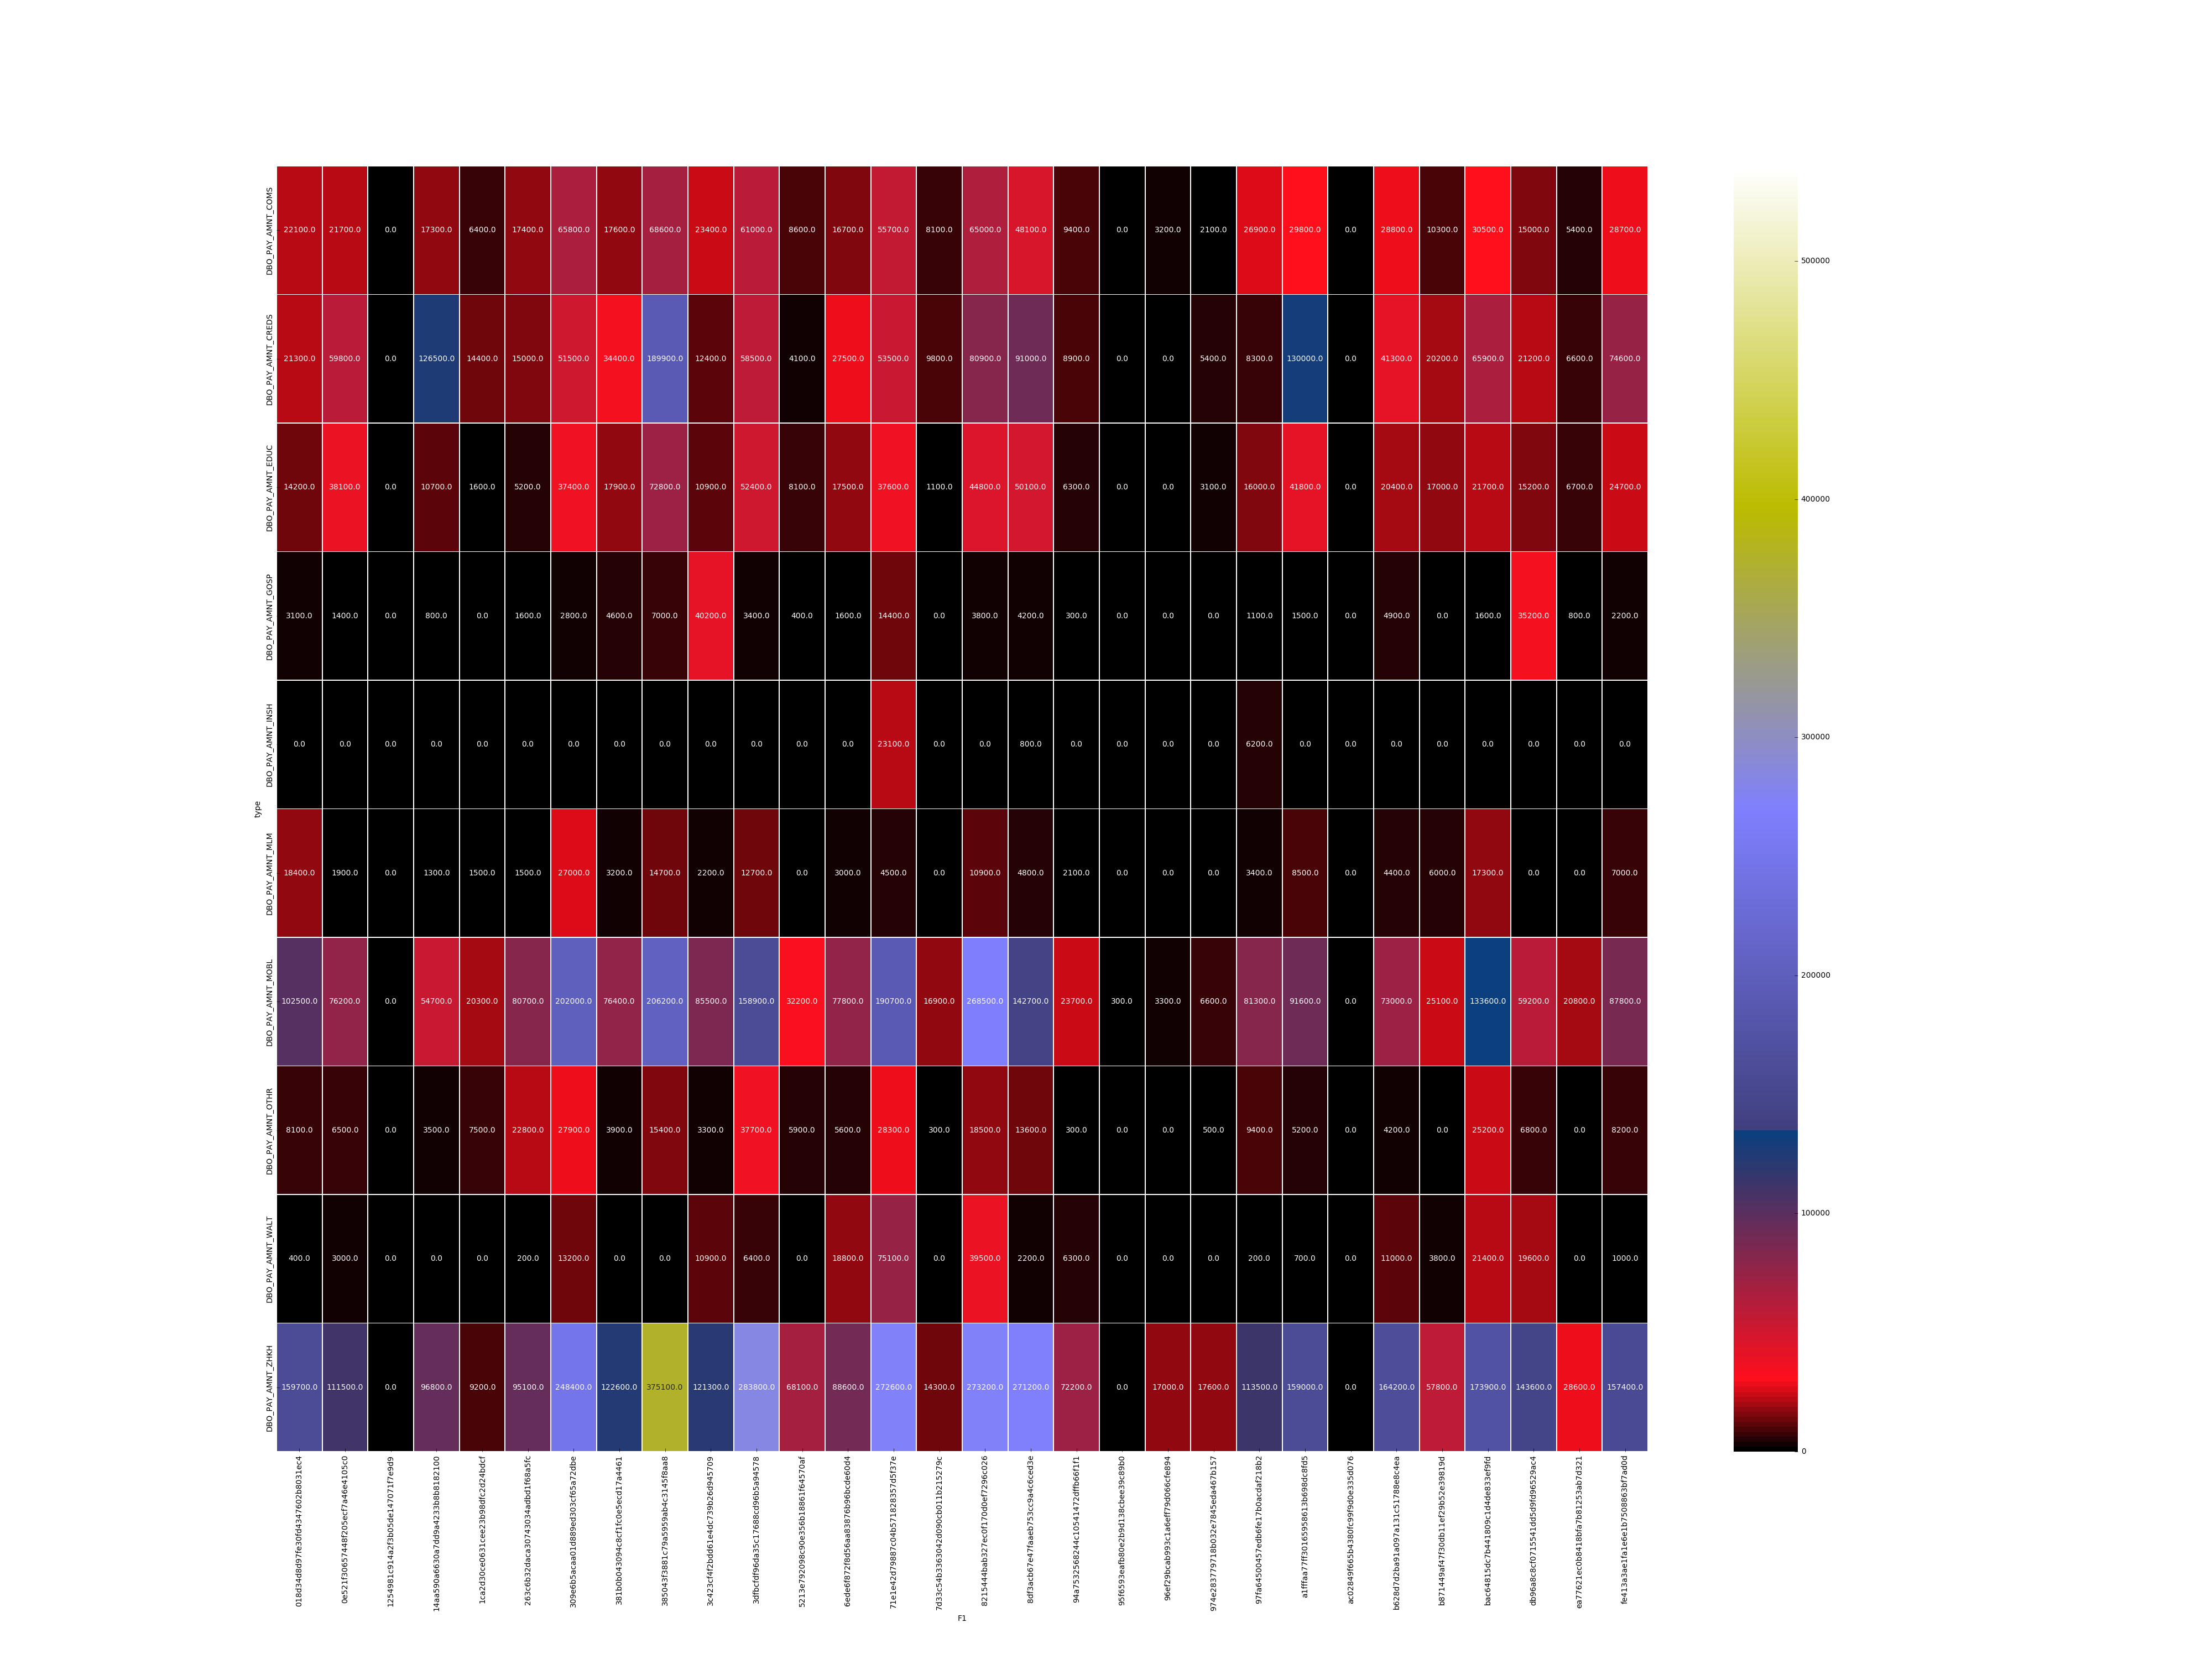 DBO_PAY_AMNT_COMS 22100.0 21700.0 0.0 17300.0 6400.0 17400.0 65800.0 17600.0 68600.0 23400.0 61000.0 8600.0 16700.0 55700.0 8100.0 65000.0 48100.0 9400.0 0.0 3200.0 2100.0 26900.0 29800.0 0.0 28800.0 10300.0 30500.0 15000.0 5400.0 28700.0
DBO_PAY_AMNT_CREDS 21300.0 59800.0 0.0 126500.0 14400.0 15000.0 51500.0 34400.0 189900.0 12400.0 58500.0 4100.0 27500.0 53500.0 9800.0 80900.0 91000.0 8900.0 0.0 0.0 5400.0 8300.0 130000.0 0.0 41300.0 20200.0 65900.0 21200.0 6600.0 74600.0
DBO_PAY_AMNT_EDUC 14200.0 38100.0 0.0 10700.0 1600.0 5200.0 37400.0 17900.0 72800.0 10900.0 52400.0 8100.0 17500.0 37600.0 1100.0 44800.0 50100.0 6300.0 0.0 0.0 3100.0 16000.0 41800.0 0.0 20400.0 17000.0 21700.0 15200.0 6700.0 24700.0
DBO_PAY_AMNT_GOSP 3100.0 1400.0 0.0 800.0 0.0 1600.0 2800.0 4600.0 7000.0 40200.0 3400.0 400.0 1600.0 14400.0 0.0 3800.0 4200.0 300.0 0.0 0.0 0.0 1100.0 1500.0 0.0 4900.0 0.0 1600.0 35200.0 800.0 2200.0
DBO_PAY_AMNT_INSH 0.0 0.0 0.0 0.0 0.0 0.0 0.0 0.0 0.0 0.0 0.0 0.0 0.0 23100.0 0.0 0.0 800.0 0.0 0.0 0.0 0.0 6200.0 0.0 0.0 0.0 0.0 0.0 0.0 0.0 0.0
type
DBO_PAY_AMNT_MLM 18400.0 1900.0 0.0 1300.0 1500.0 1500.0 27000.0 3200.0 14700.0 2200.0 12700.0 0.0 3000.0 4500.0 0.0 10900.0 4800.0 2100.0 0.0 0.0 0.0 3400.0 8500.0 0.0 4400.0 6000.0 17300.0 0.0 0.0 7000.0
DBO_PAY_AMNT_MOBL 102500.0 76200.0 0.0 54700.0 20300.0 80700.0 202000.0 76400.0 206200.0 85500.0 158900.0 32200.0 77800.0 190700.0 16900.0 268500.0 142700.0 23700.0 300.0 3300.0 6600.0 81300.0 91600.0 0.0 73000.0 25100.0 133600.0 59200.0 20800.0 87800.0
DBO_PAY_AMNT_OTHR 8100.0 6500.0 0.0 3500.0 7500.0 22800.0 27900.0 3900.0 15400.0 3300.0 37700.0 5900.0 5600.0 28300.0 300.0 18500.0 13600.0 300.0 0.0 0.0 500.0 9400.0 5200.0 0.0 4200.0 0.0 25200.0 6800.0 0.0 8200.0
DBO_PAY_AMNT_WALT 400.0 3000.0 0.0 0.0 0.0 200.0 13200.0 0.0 0.0 10900.0 6400.0 0.0 18800.0 75100.0 0.0 39500.0 2200.0 6300.0 0.0 0.0 0.0 200.0 700.0 0.0 11000.0 3800.0 21400.0 19600.0 0.0 1000.0
DBO_PAY_AMNT_ZHKH 159700.0 111500.0 0.0 96800.0 9200.0 95100.0 248400.0 122600.0 375100.0 121300.0 283800.0 68100.0 88600.0 272600.0 14300.0 273200.0 271200.0 72200.0 0.0 17000.0 17600.0 113500.0 159000.0 0.0 164200.0 57800.0 173900.0 143600.0 28600.0 157400.0
018d34d8d97fe30fd4347602b8031ec4
0e521f30657448f205ecf7a46e4105c0
1254981c914a2f3b05de147071f7e9d9
14aa590a6630a7dd9a4233b8b8182100
1ca2d30ce0631cee23b98dfc2d24bdcf
263c6b32daca30743034adbd1f68a5fc
309e6b5acaa01d889ed303cf65a72dbe
381b0b043094c8cf1fc0e5ecd17a4461
385043f3881c79a5959ab4c3145f8aa8
3c423cf4f2bdd61e4dc739b26d945709
3dfbcfdf96da35c17688cd96b5a94578
5213e792098c90e356b18861f64570af
6ede6f872f8d56aa83876b96bcde60d4
71e1e42d79887c04b571828357d5f37e
7d33c54b3363042d090cb011b215279c
8215444bab327ec0f170d0ef7296c026
8df3acb67e47faaeb753cc9a4c6ced3e
94a7532568244c10541472dffb66f1f1
95f6593eafb80e2b9d138cbee39c89b0
96ef29bcab993c1a6eff79d066cfe894
974e283779718b032e7845eda467b157
97fa64500457edb6fe17b0acdaf218b2
a1fffaa77ff30165958613b698dc8fd5
ac02849f665b4380fc99f9d0e335d076
b628d7d2ba91a097a131c51788e8c4ea
b871449af47f30db11ef29b52e39819d
bac64815dc7b441809c1d4de833ef9fd
db96a8c8cf0715541dd5d9fd96529ac4
ea77621ec0b8418bfa7b81253ab7d321
fe413a3ae1fa1e6e1b7508863bf7ad0d
F1
500000
400000
300000
200000
100000
0